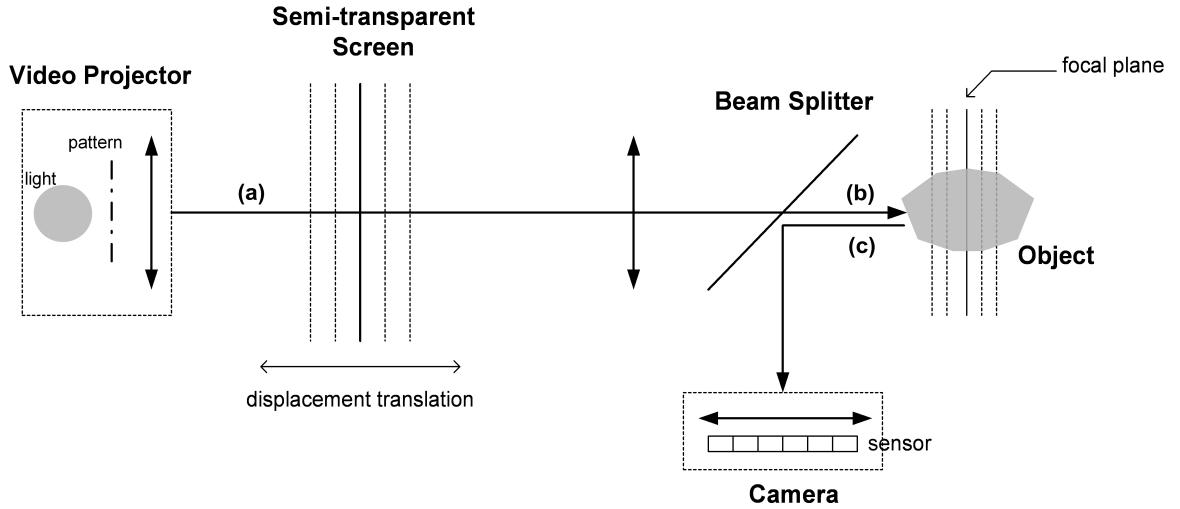 Semi-transparent
Screen
Video Projector
pattern
light
(a)
displacement translation
Beam Splitter
focal plane
(b)
(c)
Object
sensor
Camera